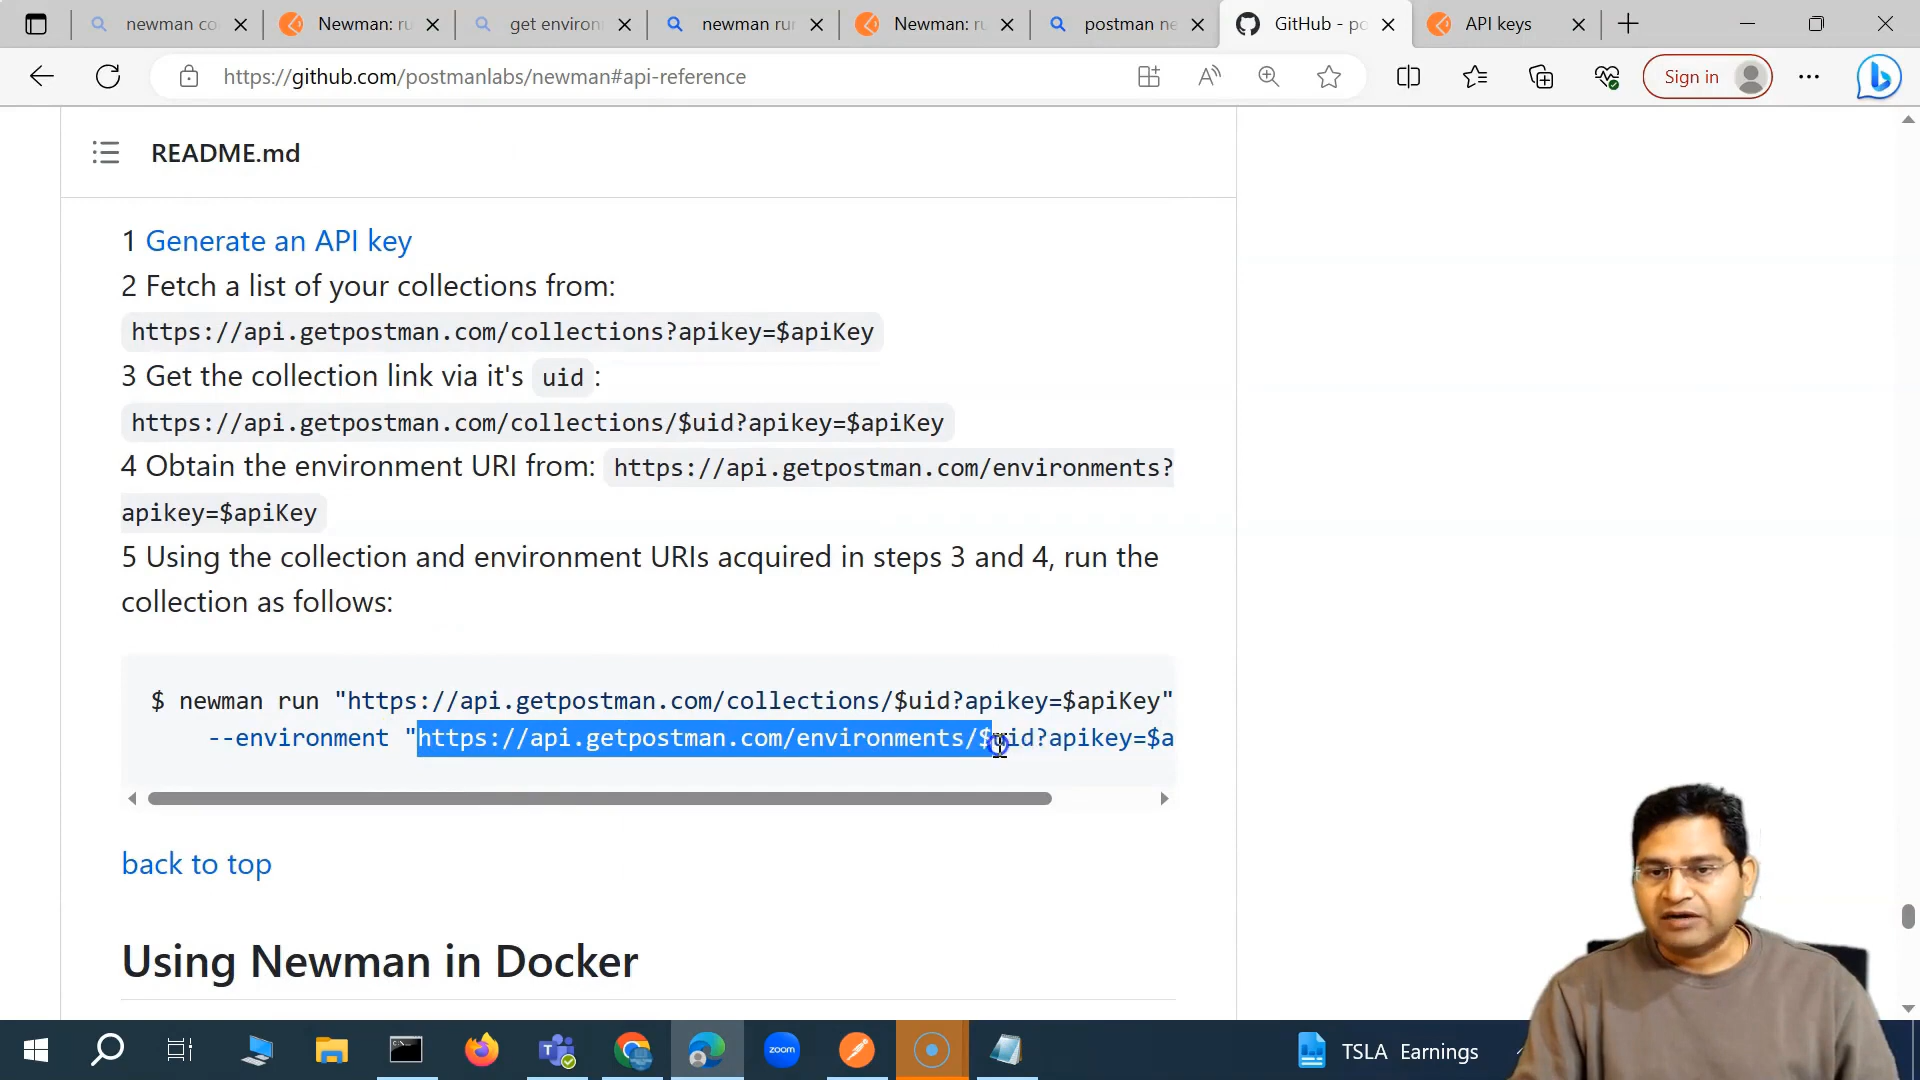 newman co
Newman: ru
get environ
newman run
Newman: ru
postman ne
GitHub - po
API keys
https://github.com/postmanlabs/newman#api-reference
Sign in
README.md
1 Generate an API key
2 Fetch a list of your collections from:
https://api.getpostman.com/collections?apikey=$apiKey
3 Get the collection link via it's uid :
https://api.getpostman.com/collections/$uid?apikey=$apiKey
4 Obtain the environment URI from: https://api.getpostman.com/environments?
apikey=$apiKey
5 Using the collection and environment URIs acquired in steps 3 and 4, run the
collection as follows:
$ newman run "https://api.getpostman.com/collections/$uid?apikey=$apiKey"
--environment "https://api.getpostman.com/environments/$uid?apikey=$a
back to top
Using Newman in Docker
zoom
TSLA Earnings